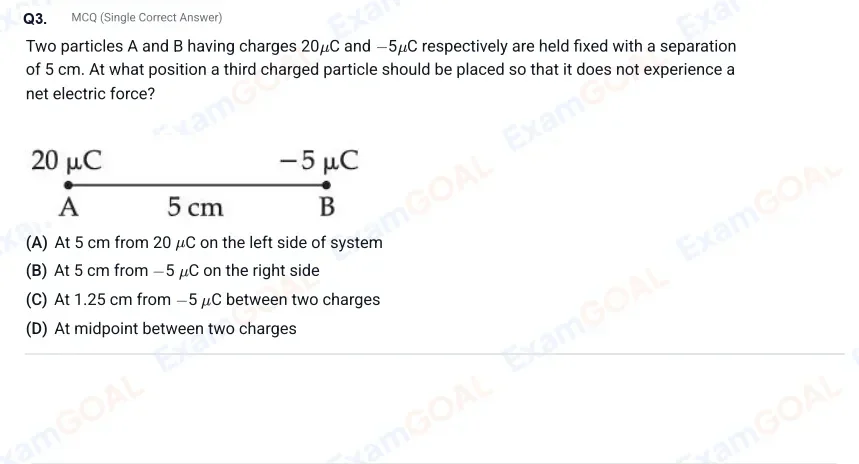 Q3. MCQ (Single Correct Answer)
Two particles A and B having charges 20μC and −5μC respectively are held fixed with a separation
of 5 cm. At what position a third charged particle should be placed so that it does not experience a
net electric force?
20 μC −5 μC
A 5 cm B
(A) At 5 cm from 20 μC on the left side of system
(B) At 5 cm from −5 μC on the right side
(C) At 1.25 cm from −5 μC between two charges
(D) At midpoint between two charges
ExamGOAL